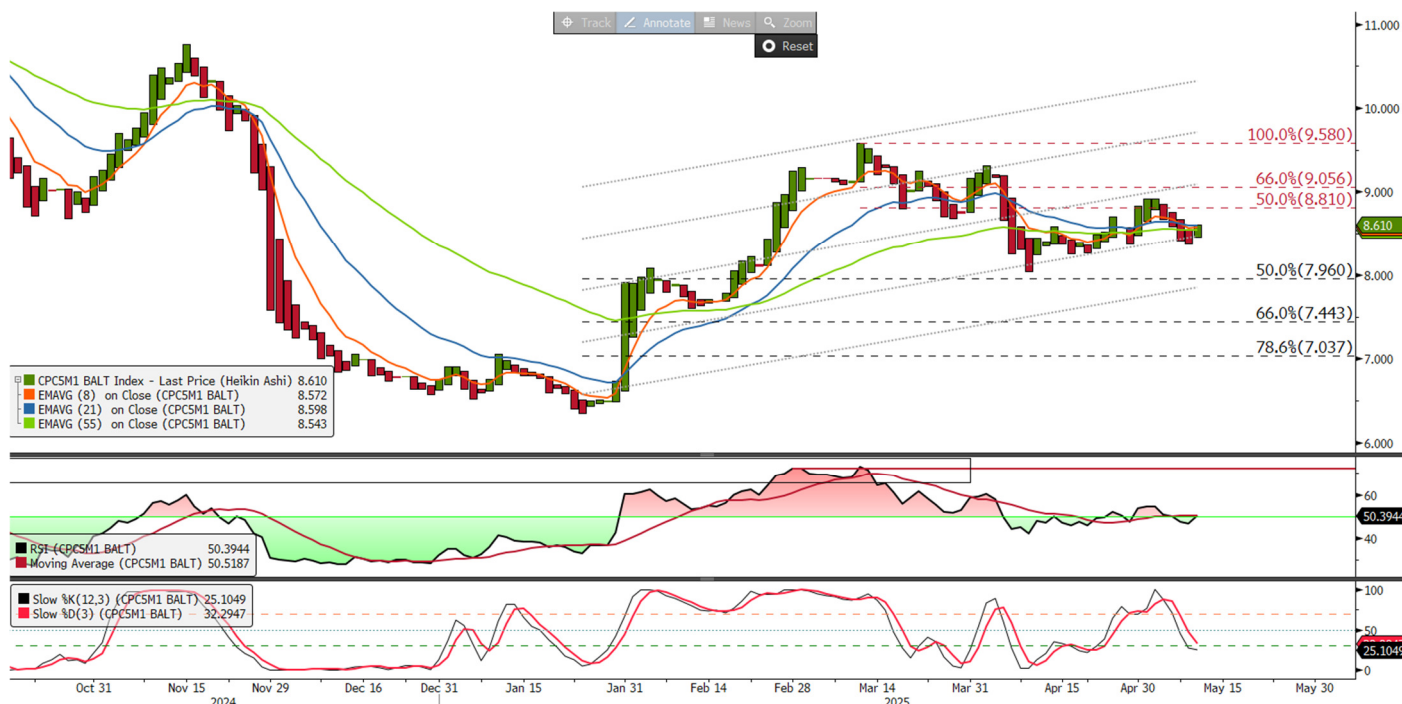 Track Annotate News Zoom
Reset
11.000
10.000
9.000
8.000
7.000
6.000
100.0%(9.580)
66.0%(9.056)
50.0%(8.810)
8.610
50.0%(7.960)
66.0%(7.443)
78.6%(7.037)
CPC5M1 BALT Index - Last Price (Heikin Ashi) 8.610
EMAVG (8) on Close (CPC5M1 BALT) 8.572
EMAVG (21) on Close (CPC5M1 BALT) 8.598
EMAVG (55) on Close (CPC5M1 BALT) 8.543
60
50.3944
40
RSI (CPC5M1 BALT) 50.3944
Moving Average (CPC5M1 BALT) 50.5187
Slow %K(12,3) (CPC5M1 BALT) 25.1049
Slow %D(3) (CPC5M1 BALT) 32.2947
100
50
25.1049
0
Oct 31 Nov 15 Nov 29 Dec 16 Dec 31 Jan 15 Jan 31 Feb 14 Feb 28 Mar 14 Mar 31 Apr 15 Apr 30 May 15 May 30
2024 2025